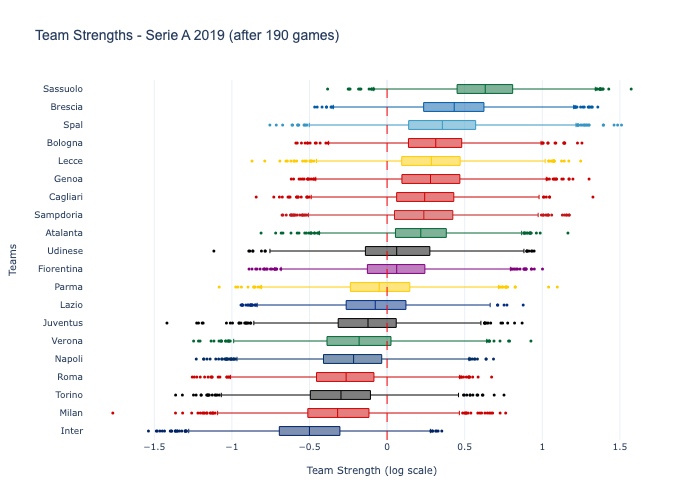 Team Strengths - Serie A 2019 (after 190 games)
Sassuolo
Brescia
Spal
Bologna
Lecce
Genoa
Cagliari
Sampdoria
Atalanta
Udinese
Fiorentina
Parma
Lazio
Juventus
Verona
Napoli
Roma
Torino
Milan
Inter
Teams
−1.5 −1 −0.5 0 0.5 1 1.5
Team Strength (log scale)